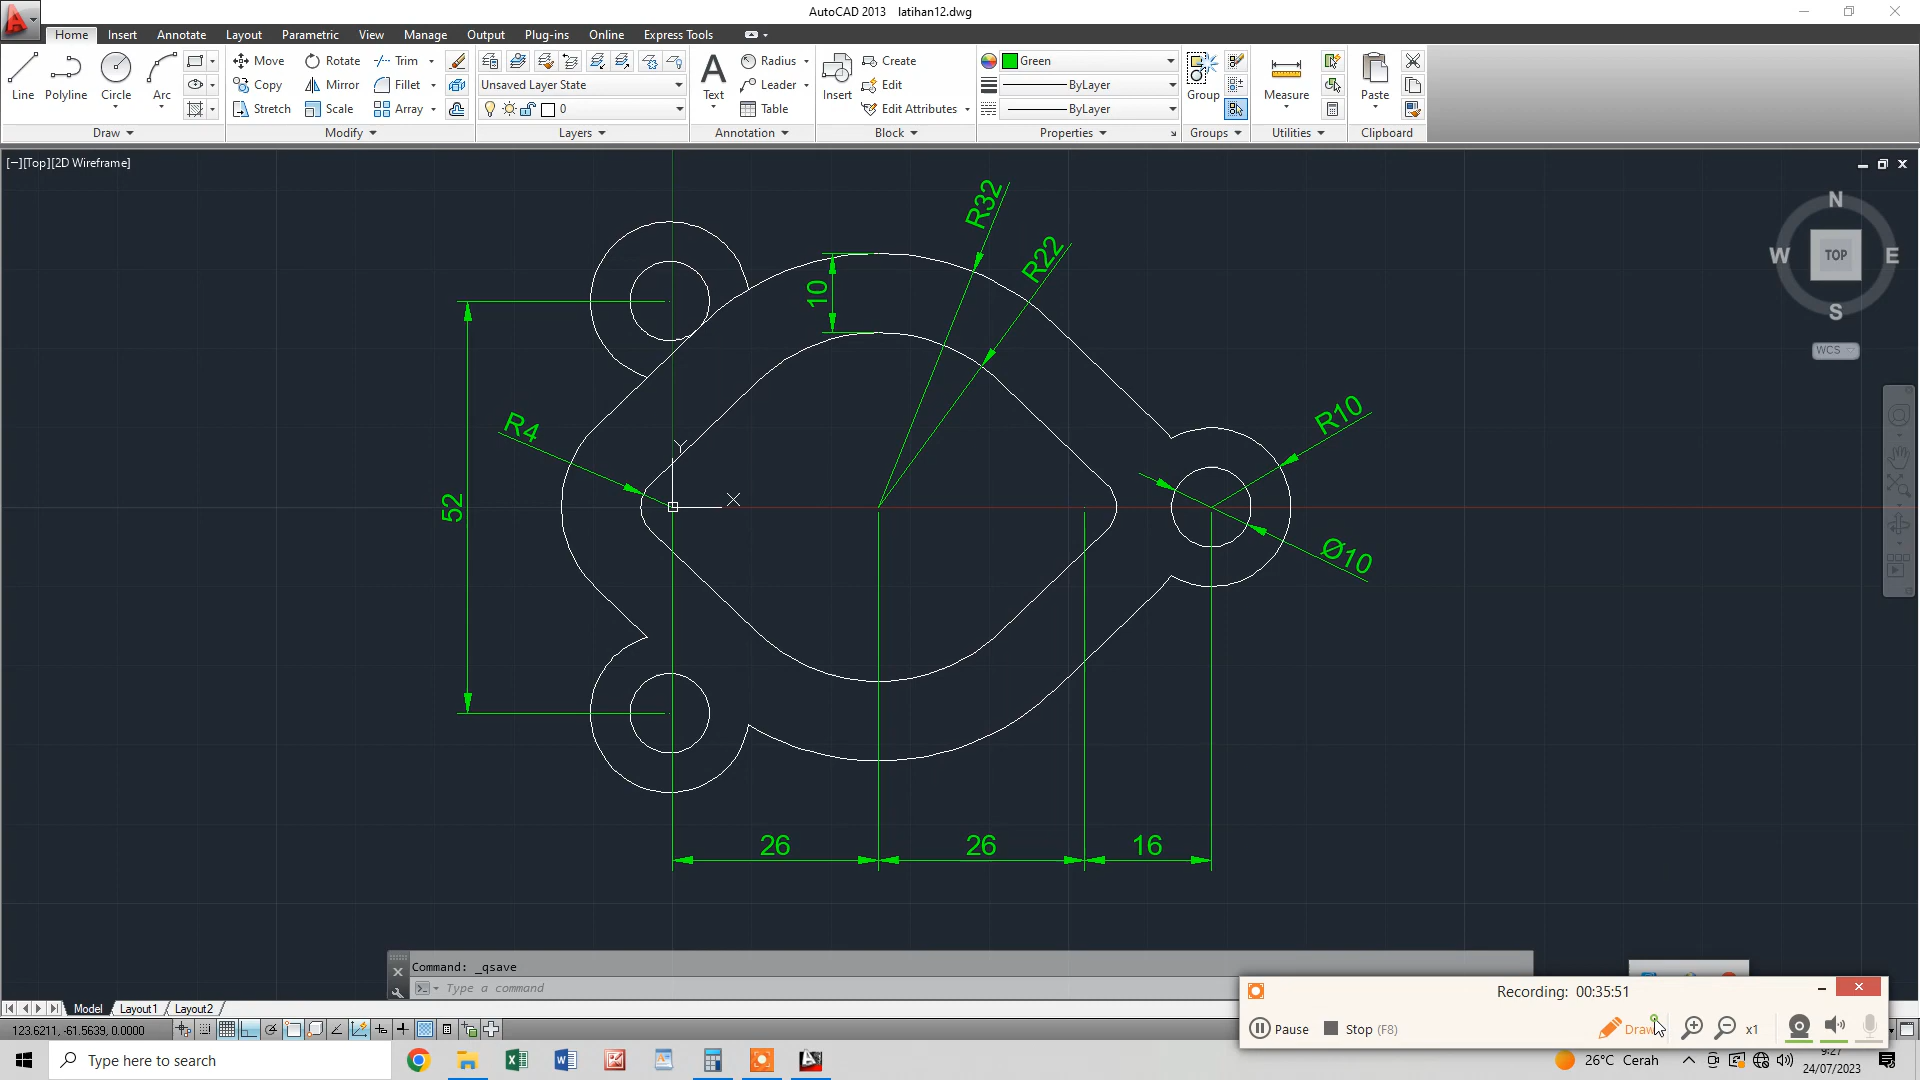 AutoCAD 2013 latihan12.dwg
Home Insert Annotate Layout Parametric View Manage Output Plug-ins Online Express Tools
Line Polyline Circle Arc
Move Rotate Trim
Copy Mirror Fillet
Stretch Scale Array
Unsaved Layer State
0
Text
Radius
Leader
Table
Insert
Create
Edit
Edit Attributes
Green
ByLayer
ByLayer
Group
Measure
Paste
Draw Modify Layers Annotation Block Properties Groups Utilities Clipboard
[−][Top][2D Wireframe]
N
W TOP E
S
WCS
R32
R22
10
R10
R4
Y
X
52
Ø10
26 26 16
Command: _qsave
Type a command
Model Layout1 Layout2
123.6211, -61.5639, 0.0000
Recording: 00:35:51
Pause Stop (F8) Draw x1
Type here to search
26°C Cerah
9:27
24/07/2023